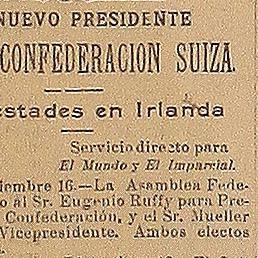 NUEVO PRESIDENTE
CONFEDERACION SUIZA.
estades en Irlanda
Servicio directo para
El Mundo y El Imparcial.
iembre 16.—La Asamblea Fede-
o al Sr. Eugenio Ruffy para Pre-
Confederación, y el Sr. Mueller
Vicepresidente. Ambos electos